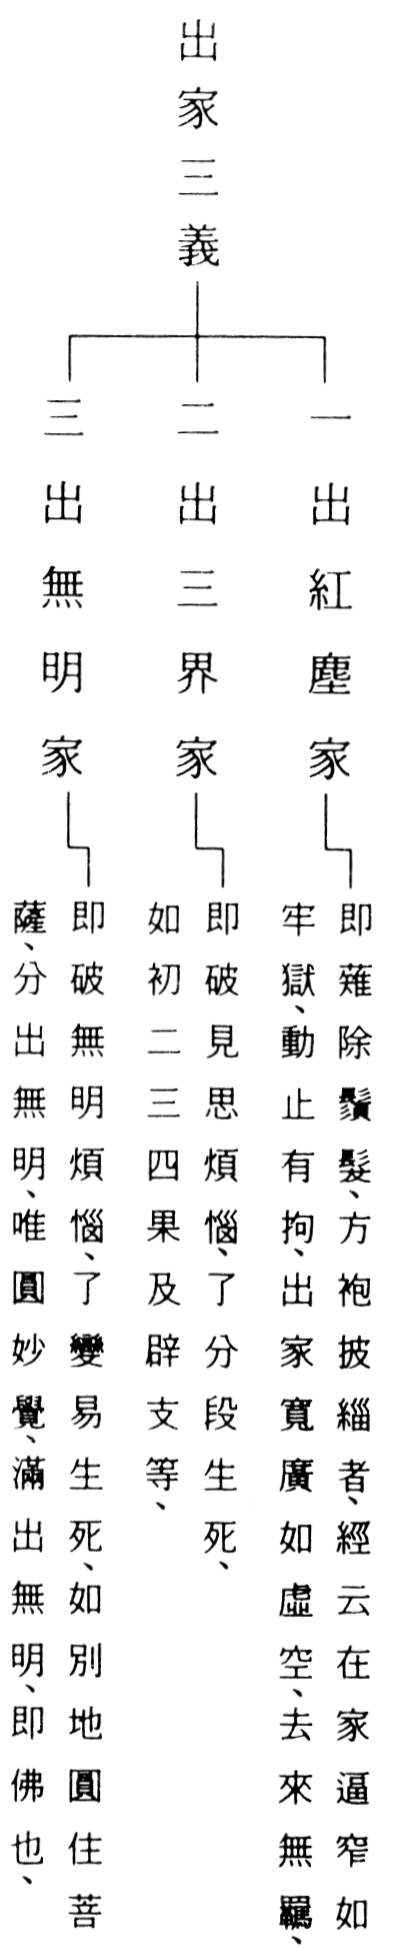 出家三義
一出紅塵家
即薙除鬚髮、方袍披緇者、經云在家逼窄如
牢獄、動止有拘、出家寬廣如虛空、去來無羈、
二出三界家
即破見思煩惱、了分段生死、
如初二三四果及辟支等、
三出無明家
即破無明煩惱、了變易生死、如別地圓住菩
薩、分出無明、唯圓妙覺、滿出無明、即佛也、